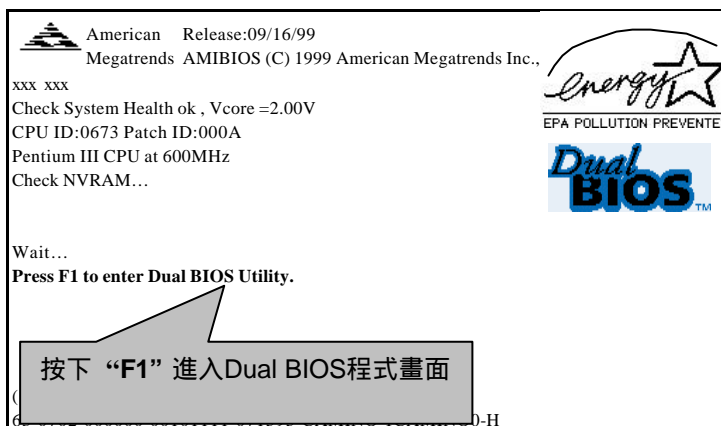 American Release:09/16/99
Megatrends AMIBIOS (C) 1999 American Megatrends Inc.,
xxx xxx
Check System Health ok , Vcore =2.00V
CPU ID:0673 Patch ID:000A
Pentium III CPU at 600MHz
Check NVRAM…
energy
EPA POLLUTION PREVENTE
Dual
BIOS TM
Wait…
Press F1 to enter Dual BIOS Utility.
按下 “F1” 進入Dual BIOS程式畫面
(
0-H